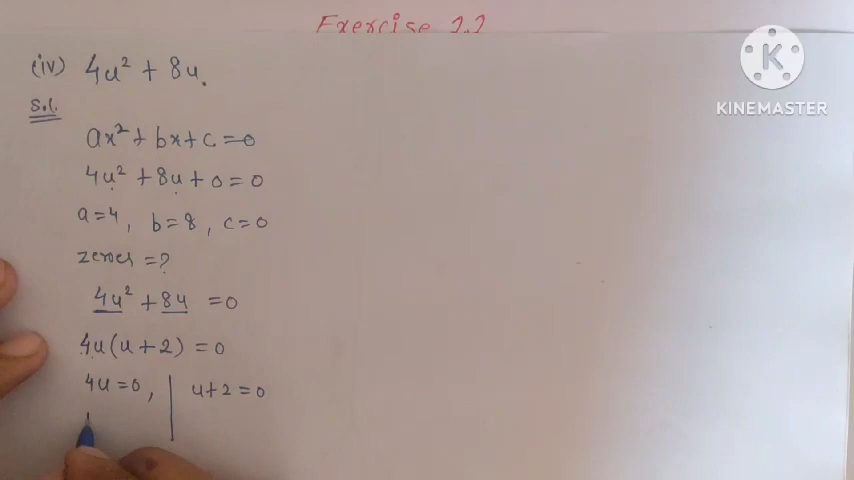 Exercise 2.2
(iv) 4u² + 8u.
Sol.
ax² + bx + c = 0
4u² + 8u + 0 = 0
a = 4, b = 8, c = 0
zeroes = ?
4u² + 8u = 0
4u(u + 2) = 0
4u = 0, | u + 2 = 0
KINEMASTER